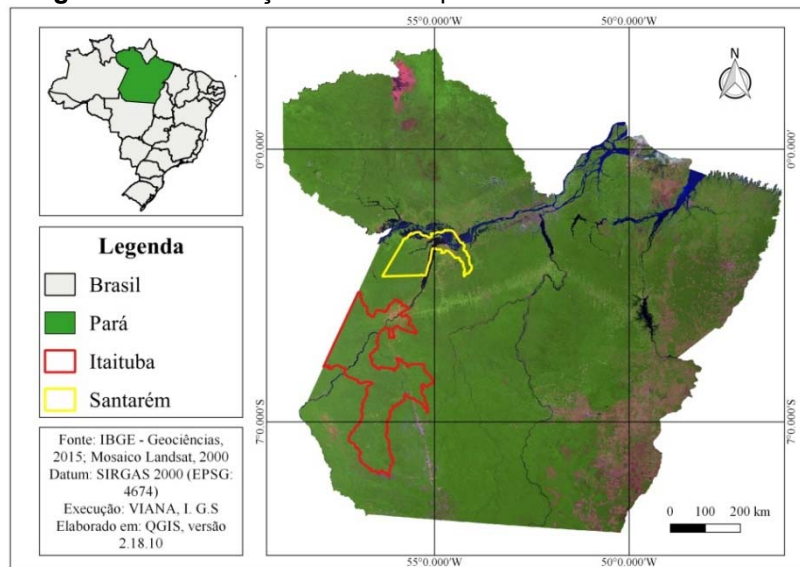 55°0.000'W 50°0.000'W
N
0°0.000' 0°0.000'
Legenda
Brasil
Pará
Itaituba
Santarém
Fonte: IBGE - Geociências,
2015; Mosaico Landsat, 2000
Datum: SIRGAS 2000 (EPSG:
4674)
Execução: VIANA, I. G.S
Elaborado em: QGIS, versão
2.18.10
7°0.000'S 7°0.000'S
0 100 200 km
55°0.000'W 50°0.000'W